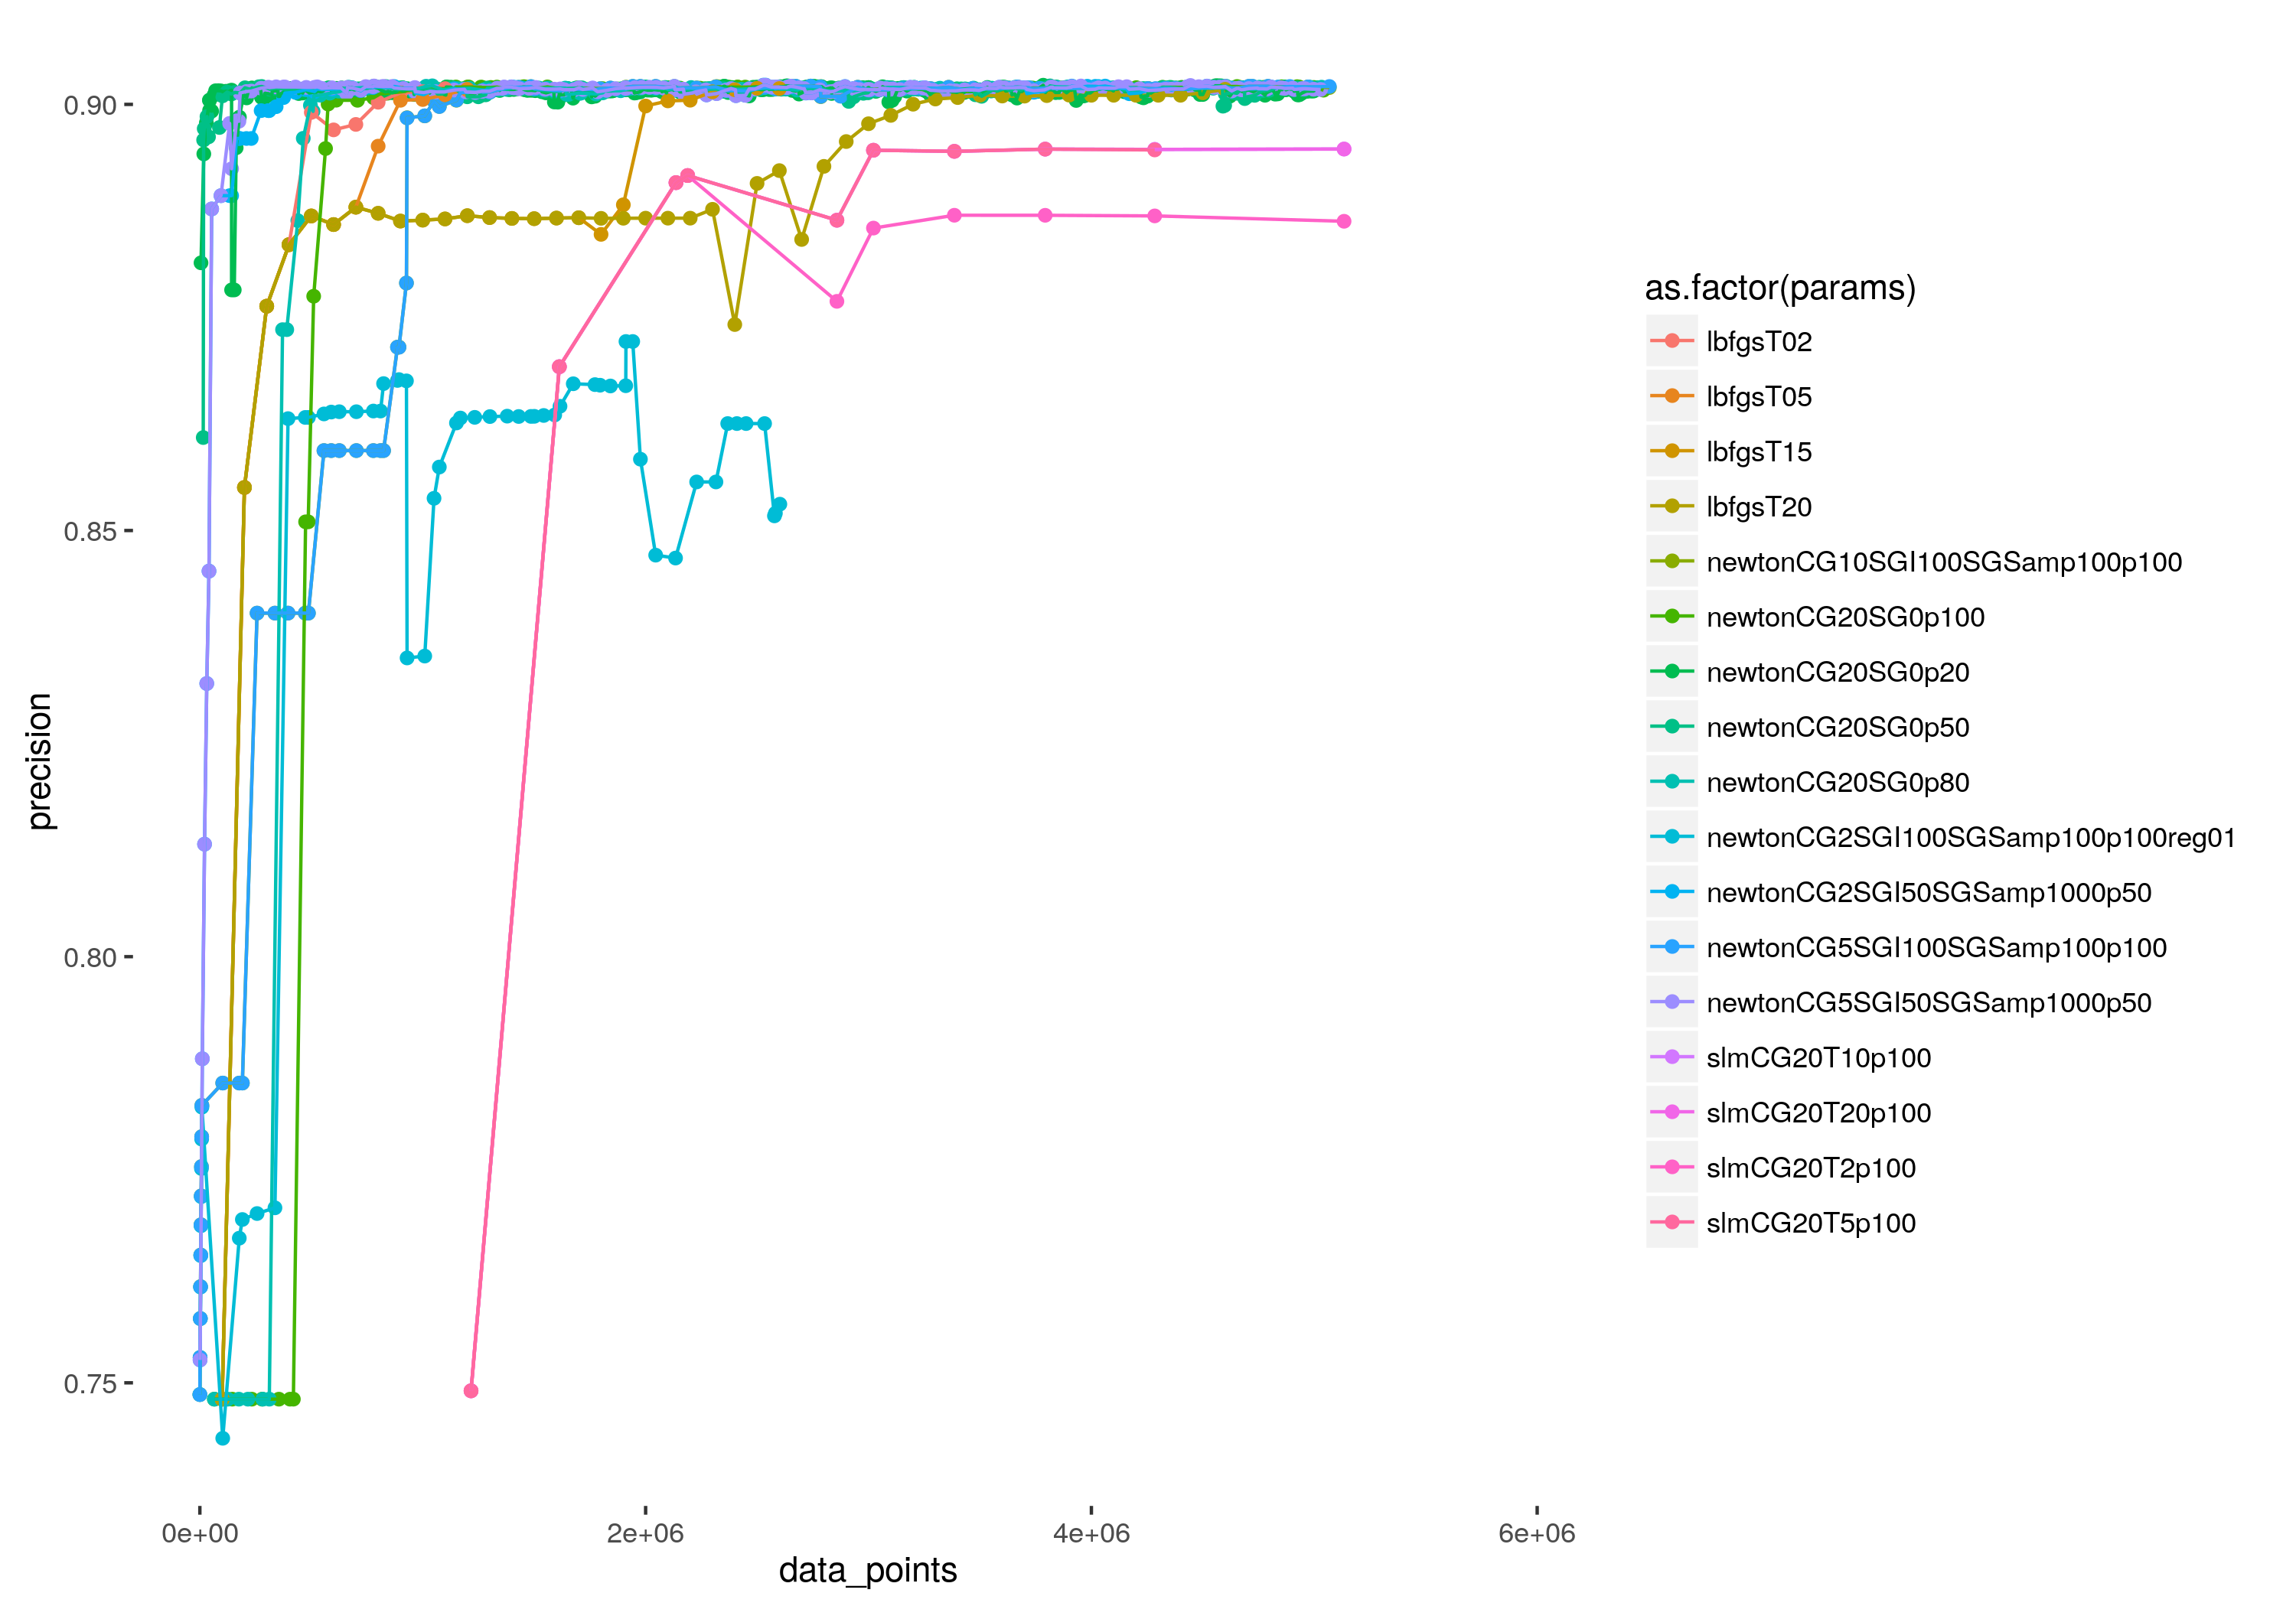 precision
0.90
0.85
0.80
0.75
0e+00
2e+06
4e+06
6e+06
data_points
as.factor(params)
lbfgsT02
lbfgsT05
lbfgsT15
lbfgsT20
newtonCG10SGI100SGSamp100p100
newtonCG20SG0p100
newtonCG20SG0p20
newtonCG20SG0p50
newtonCG20SG0p80
newtonCG2SGI100SGSamp100p100reg01
newtonCG2SGI50SGSamp1000p50
newtonCG5SGI100SGSamp100p100
newtonCG5SGI50SGSamp1000p50
slmCG20T10p100
slmCG20T20p100
slmCG20T2p100
slmCG20T5p100